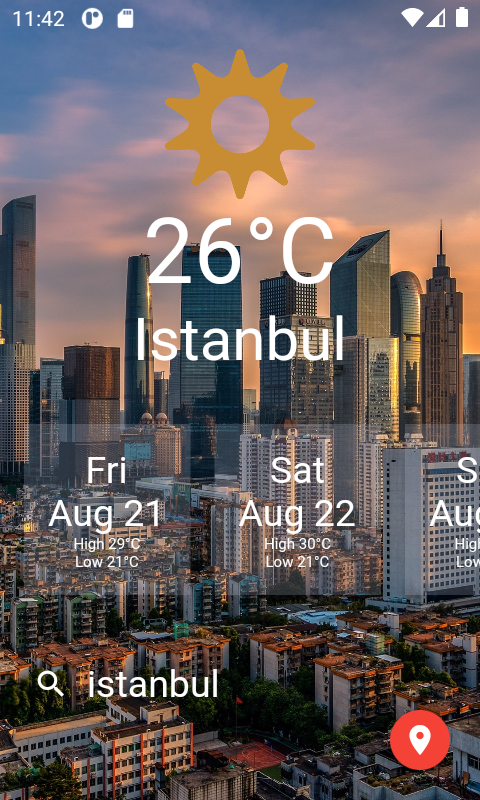 11:42
26°C
Istanbul
Fri
Aug 21
High 29°C
Low 21°C
Sat
Aug 22
High 30°C
Low 21°C
istanbul